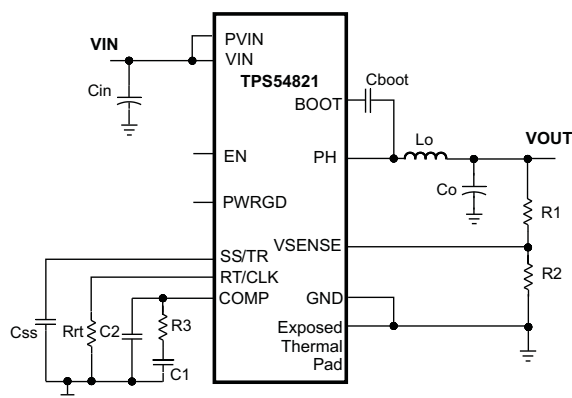 VIN
PVIN
VIN
TPS54821
Cin
Cboot
BOOT
Lo
VOUT
EN
PH
Co
R1
PWRGD
VSENSE
SS/TR
RT/CLK
COMP
R2
GND
Css
Rrt
C2
R3
C1
Exposed
Thermal
Pad